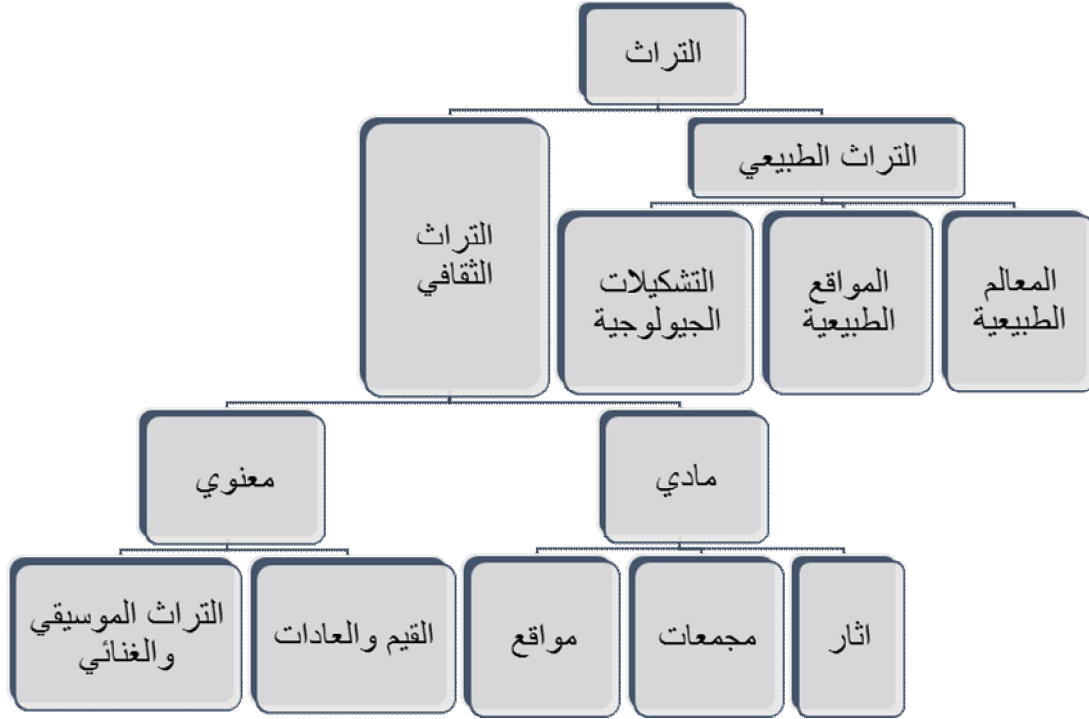 التراث
التراث الطبيعي
المعالم
الطبيعية
المواقع
الطبيعية
التشكيلات
الجيولوجية
التراث
الثقافي
مادي
اثار
مجمعات
مواقع
معنوي
القيم والعادات
التراث الموسيقي
والغنائي